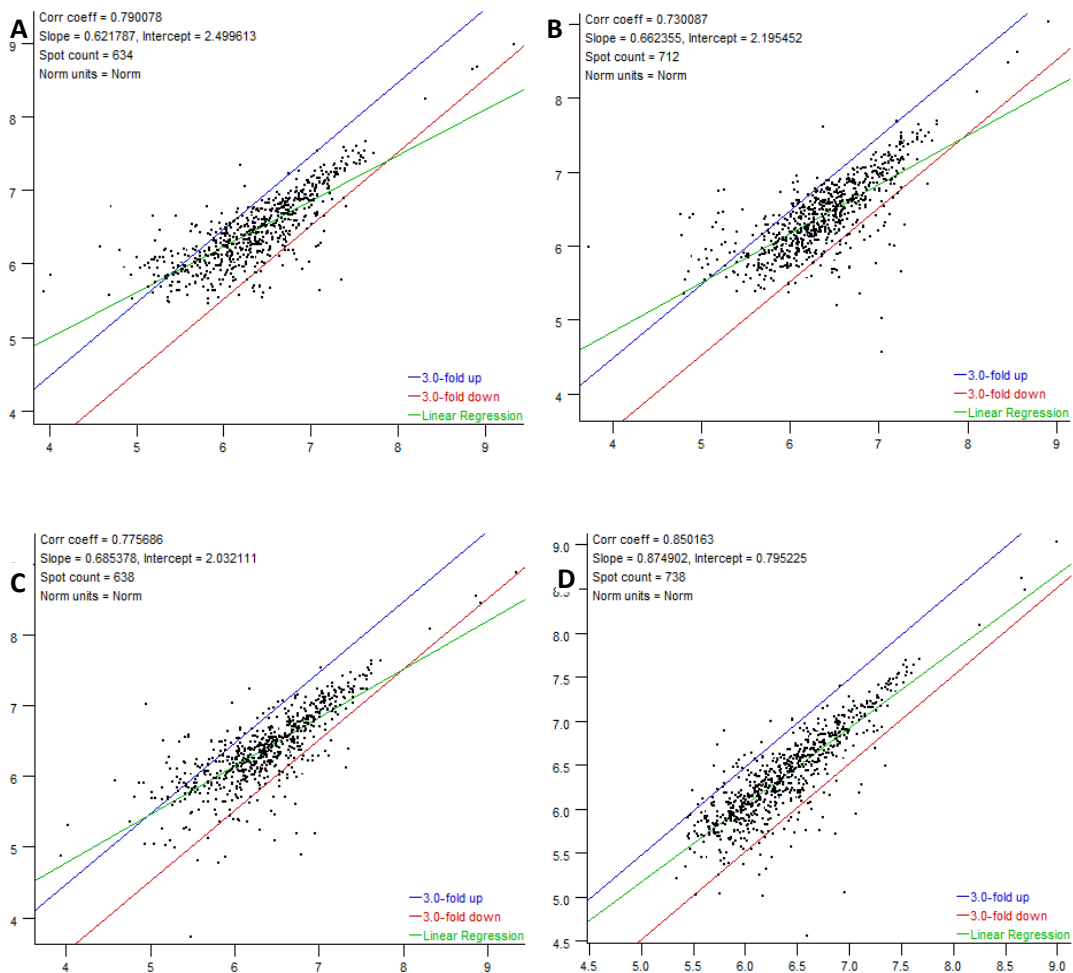 A
Corr coeff = 0.790078
Slope = 0.621787, Intercept = 2.499613
Spot count = 634
Norm units = Norm
9
8
7
6
5
4
3.0-fold up
3.0-fold down
Linear Regression
4 5 6 7 8 9
B
Corr coeff = 0.730087
Slope = 0.662355, Intercept = 2.195452
Spot count = 712
Norm units = Norm
8
7
6
5
4
3.0-fold up
3.0-fold down
Linear Regression
4 5 6 7 8 9
C
Corr coeff = 0.775686
Slope = 0.685378, Intercept = 2.032111
Spot count = 638
Norm units = Norm
8
7
6
5
4
3.0-fold up
3.0-fold down
Linear Regression
4 5 6 7 8 9
D
Corr coeff = 0.850163
Slope = 0.874902, Intercept = 0.795225
Spot count = 738
Norm units = Norm
9.0
8.0
7.5
7.0
6.5
6.0
5.5
5.0
4.5
3.0-fold up
3.0-fold down
Linear Regression
4.5 5.0 5.5 6.0 6.5 7.0 7.5 8.0 8.5 9.0